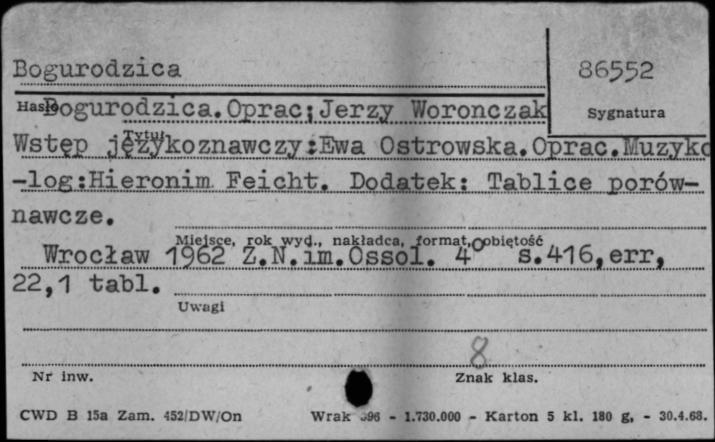 Bogurodzica
86552
Hasło
Bogurodzica.Oprac;Jerzy Woronczak
Sygnatura
Tytuł
Wstęp językoznawczy:Ewa Ostrowska.Oprac.Muzyko
-log:Hieronim Feicht. Dodatek: Tablice porów-
nawcze.
Miejsce, rok wyd., nakładca, format, objętość
Wrocław 1962 Z.N.im.Ossol. 4° s.416,err,
22,1 tabl.
Uwagi
8
Nr inw.
Znak klas.
CWD B 15a Zam. 452/DW/On Wrak 396 - 1.730.000 - Karton 5 kl. 180 g, - 30.4.68.